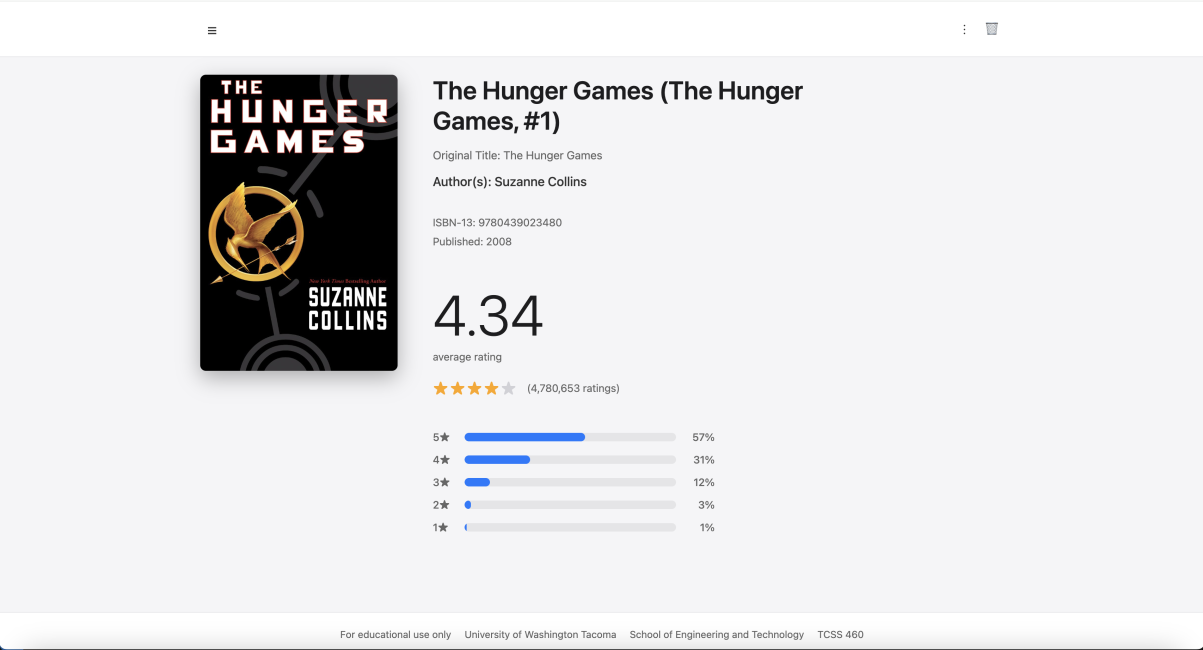 THE
HUNGER
GAMES
New York Times Bestselling Author
SUZANNE
COLLINS
The Hunger Games (The Hunger
Games, #1)
Original Title: The Hunger Games
Author(s): Suzanne Collins
ISBN-13: 9780439023480
Published: 2008
4.34
average rating
(4,780,653 ratings)
5★ 57%
4★ 31%
3★ 12%
2★ 3%
1★ 1%
For educational use only University of Washington Tacoma School of Engineering and Technology TCSS 460